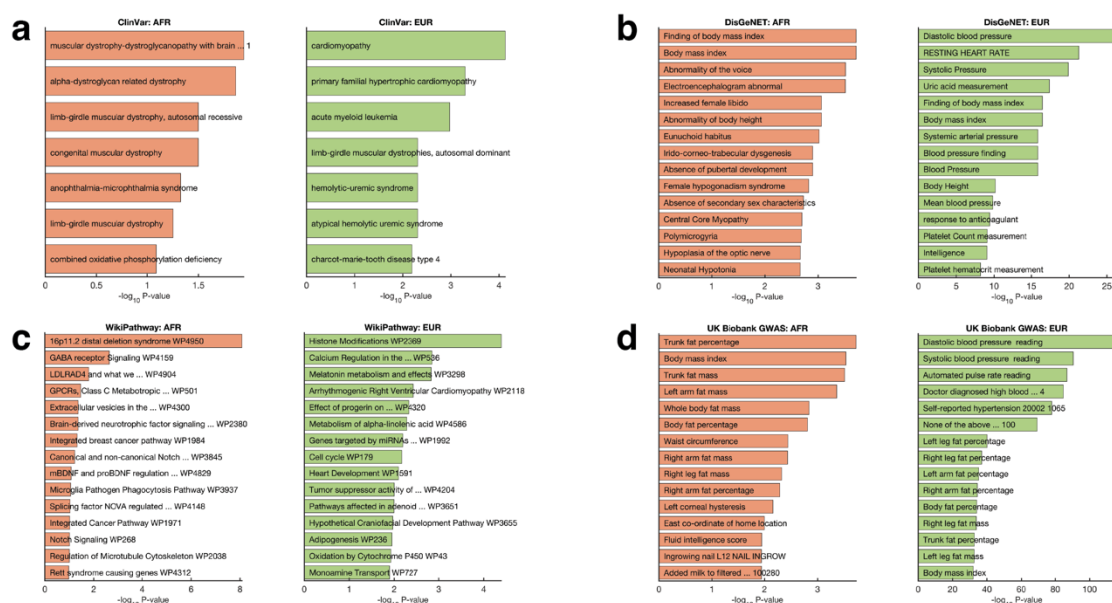 a
ClinVar: AFR
muscular dystrophy-dystroglycanopathy with brain ... 1
alpha-dystroglycan related dystrophy
limb-girdle muscular dystrophy, autosomal recessive
congenital muscular dystrophy
anophthalmia-microphthalmia syndrome
limb-girdle muscular dystrophy
combined oxidative phosphorylation deficiency
0 0.5 1 1.5
-log10 P-value
ClinVar: EUR
cardiomyopathy
primary familial hypertrophic cardiomyopathy
acute myeloid leukemia
limb-girdle muscular dystrophies, autosomal dominant
hemolytic-uremic syndrome
atypical hemolytic uremic syndrome
charcot-marie-tooth disease type 4
0 1 2 3 4
-log10 P-value
b
DisGeNET: AFR
Finding of body mass index
Body mass index
Abnormality of the voice
Electroencephalogram abnormal
Increased female libido
Abnormality of body height
Eunuchoid habitus
Irido-corneo-trabecular dysgenesis
Absence of pubertal development
Female hypogonadism syndrome
Absence of secondary sex characteristics
Central Core Myopathy
Polymicrogyria
Hypoplasia of the optic nerve
Neonatal Hypotonia
0 1 2 3
-log10 P-value
DisGeNET: EUR
Diastolic blood pressure
RESTING HEART RATE
Systolic Pressure
Uric acid measurement
Finding of body mass index
Body mass index
Systemic arterial pressure
Blood pressure finding
Blood Pressure
Body Height
Mean blood pressure
response to anticoagulant
Platelet Count measurement
Intelligence
Platelet hematocrit measurement
0 5 10 15 20 25
-log10 P-value
c
WikiPathway: AFR
16p11.2 distal deletion syndrome WP4950
GABA receptor Signaling WP4159
LDLRAD4 and what we ... WP4904
GPCRs, Class C Metabotropic ... WP501
Extracellular vesicles in the ... WP4300
Brain-derived neurotrophic factor signaling ... WP2380
Integrated breast cancer pathway WP1984
Canonical and non-canonical Notch ... WP3845
mBDNF and proBDNF regulation ... WP4829
Microglia Pathogen Phagocytosis Pathway WP3937
Splicing factor NOVA regulated ... WP4148
Integrated Cancer Pathway WP1971
Notch Signaling WP268
Regulation of Microtubule Cytoskeleton WP2038
Rett syndrome causing genes WP4312
0 2 4 6 8
-log10 P-value
WikiPathway: EUR
Histone Modifications WP2369
Calcium Regulation in the ... WP536
Melatonin metabolism and effects WP3298
Arrhythmogenic Right Ventricular Cardiomyopathy WP2118
Effect of progerin on ... WP4320
Metabolism of alpha-linolenic acid WP4586
Genes targeted by miRNAs ... WP1992
Cell cycle WP179
Heart Development WP1591
Tumor suppressor activity of ... WP4204
Pathways affected in adenoid ... WP3651
Hypothetical Craniofacial Development Pathway WP3655
Adipogenesis WP236
Oxidation by Cytochrome P450 WP43
Monoamine Transport WP727
0 1 2 3 4
-log10 P-value
d
UK Biobank GWAS: AFR
Trunk fat percentage
Body mass index
Trunk fat mass
Left arm fat mass
Whole body fat mass
Body fat percentage
Waist circumference
Right arm fat mass
Right leg fat mass
Right arm fat percentage
Left corneal hysteresis
East co-ordinate of home location
Fluid intelligence score
Ingrowing nail L12 NAIL INGROW
Added milk to filtered ... 100280
0 1 2 3
-log10 P-value
UK Biobank GWAS: EUR
Diastolic blood pressure reading
Systolic blood pressure reading
Automated pulse rate reading
Doctor diagnosed high blood ... 4
Self-reported hypertension 20002 1065
None of the above ... 100
Left leg fat percentage
Right leg fat percentage
Left arm fat percentage
Right arm fat percentage
Body fat percentage
Right leg fat mass
Trunk fat percentage
Left leg fat mass
Body mass index
0 20 40 60 80 100
-log10 P-value